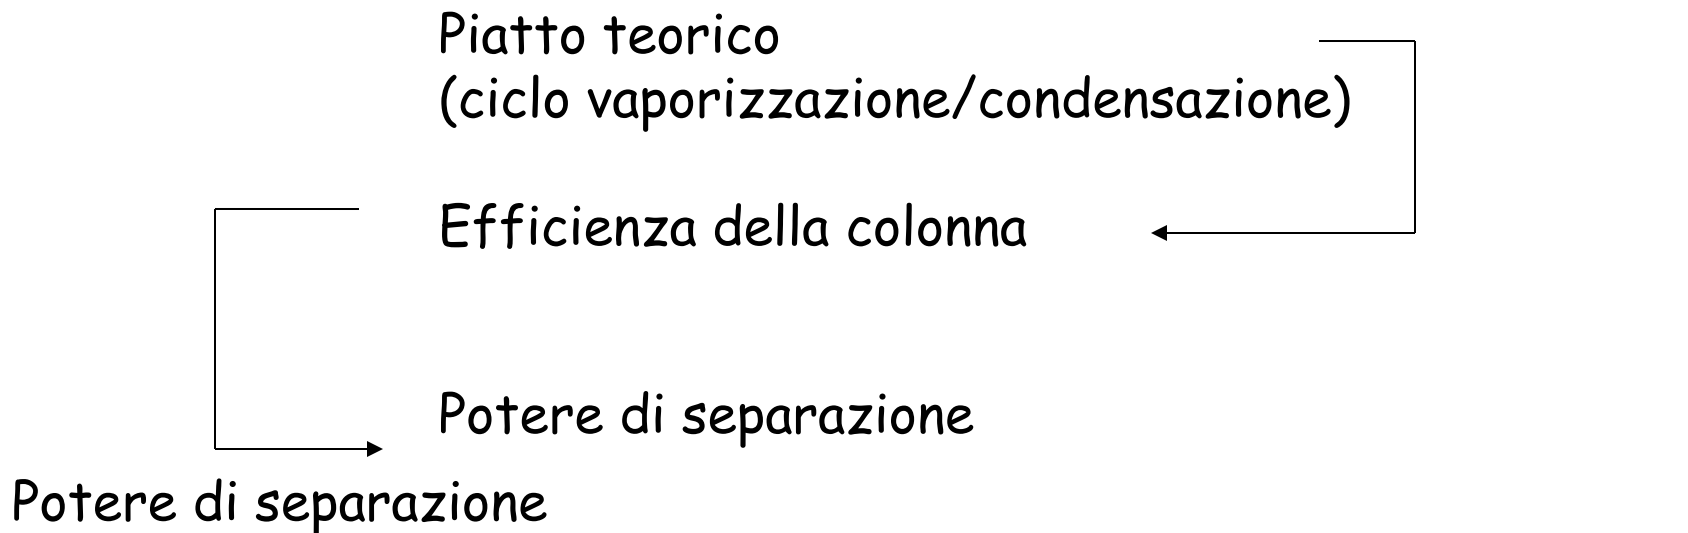 Piatto teorico
(ciclo vaporizzazione/condensazione)
Efficienza della colonna
Potere di separazione
Potere di separazione